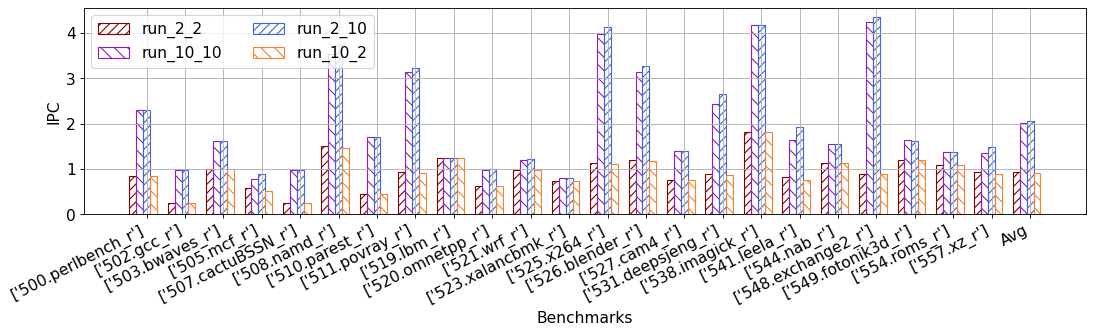 run_2_2
run_10_10
run_2_10
run_10_2
IPC
4
3
2
1
0
['500.perlbench_r']
['502.gcc_r']
['503.bwaves_r']
['505.mcf_r']
['507.cactuBSSN_r']
['508.namd_r']
['510.parest_r']
['511.povray_r']
['519.lbm_r']
['520.omnetpp_r']
['521.wrf_r']
['523.xalancbmk_r']
['525.x264_r']
['526.blender_r']
['527.cam4_r']
['531.deepsjeng_r']
['538.imagick_r']
['541.leela_r']
['544.nab_r']
['548.exchange2_r']
['549.fotonik3d_r']
['554.roms_r']
['557.xz_r']
Avg
Benchmarks